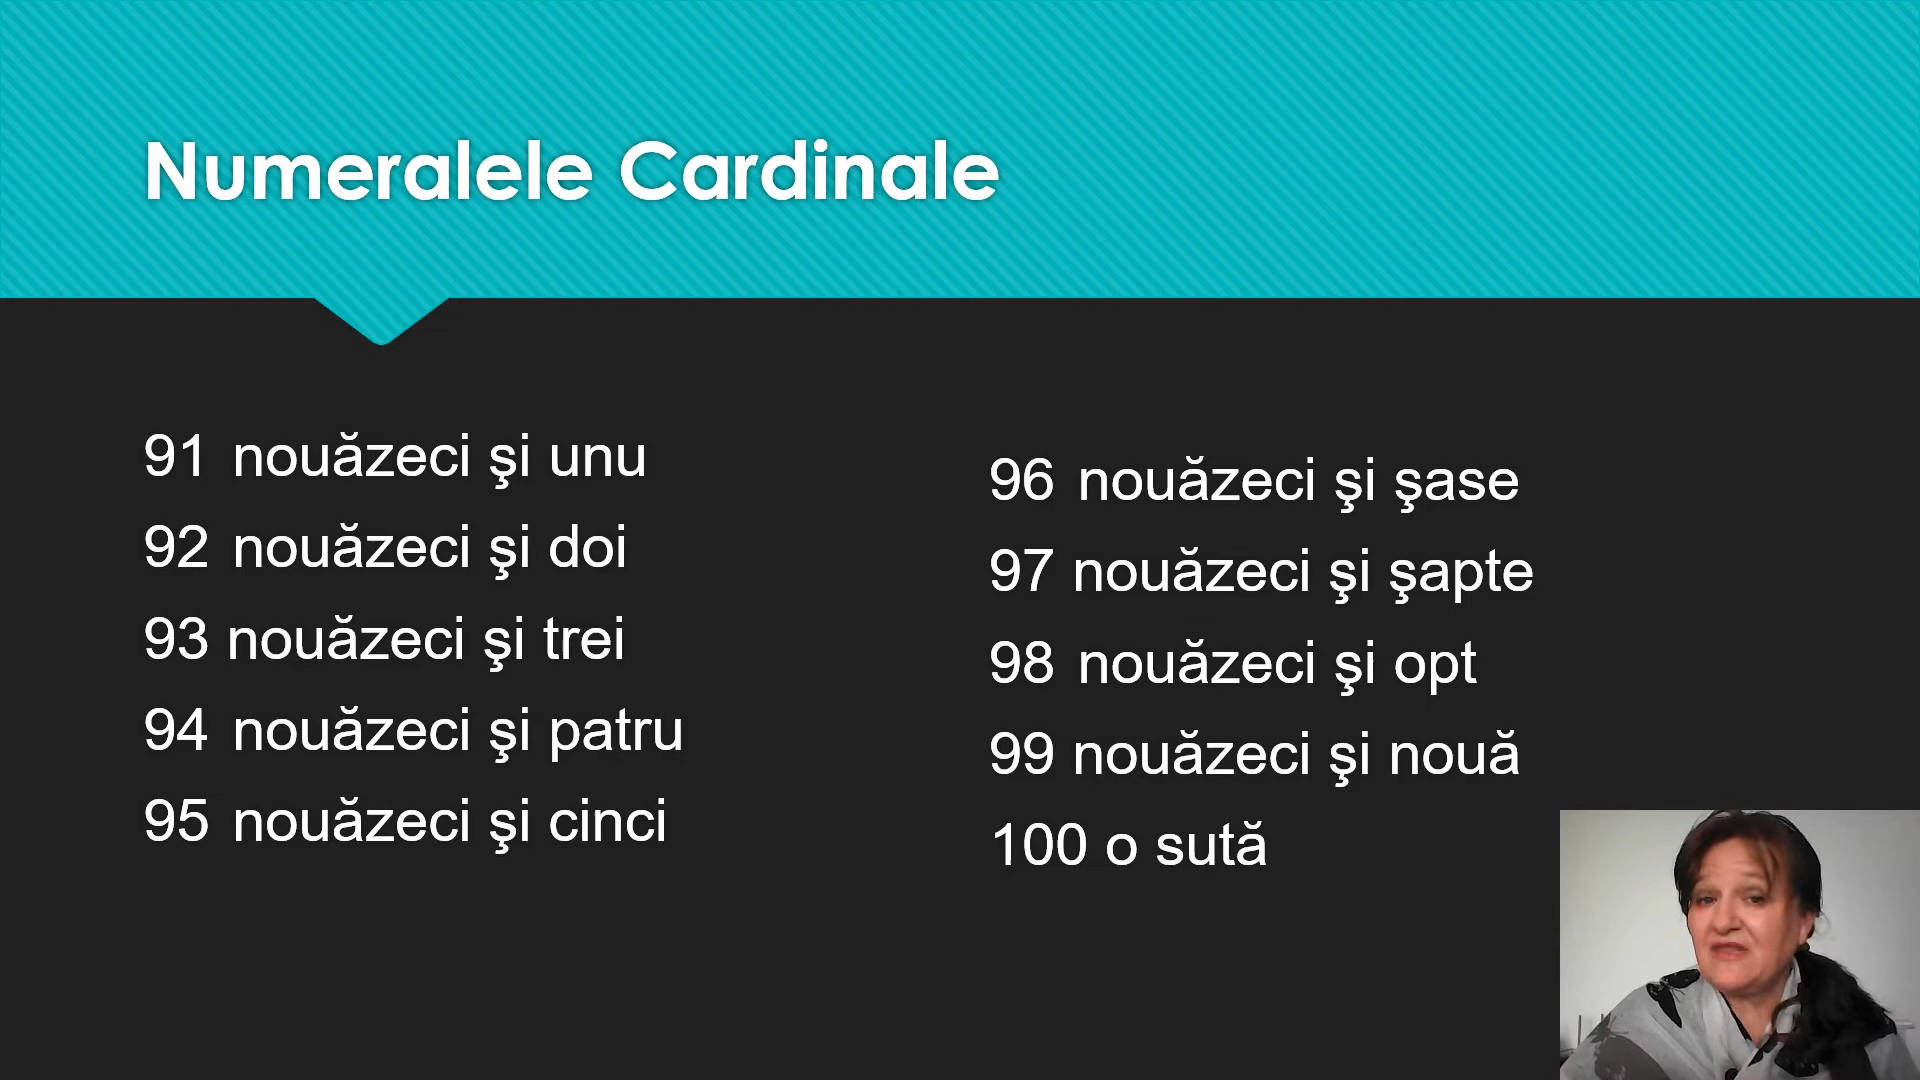 Numeralele Cardinale
91 nouăzeci şi unu
92 nouăzeci şi doi
93 nouăzeci şi trei
94 nouăzeci şi patru
95 nouăzeci şi cinci
96 nouăzeci şi şase
97 nouăzeci şi şapte
98 nouăzeci şi opt
99 nouăzeci şi nouă
100 o sută